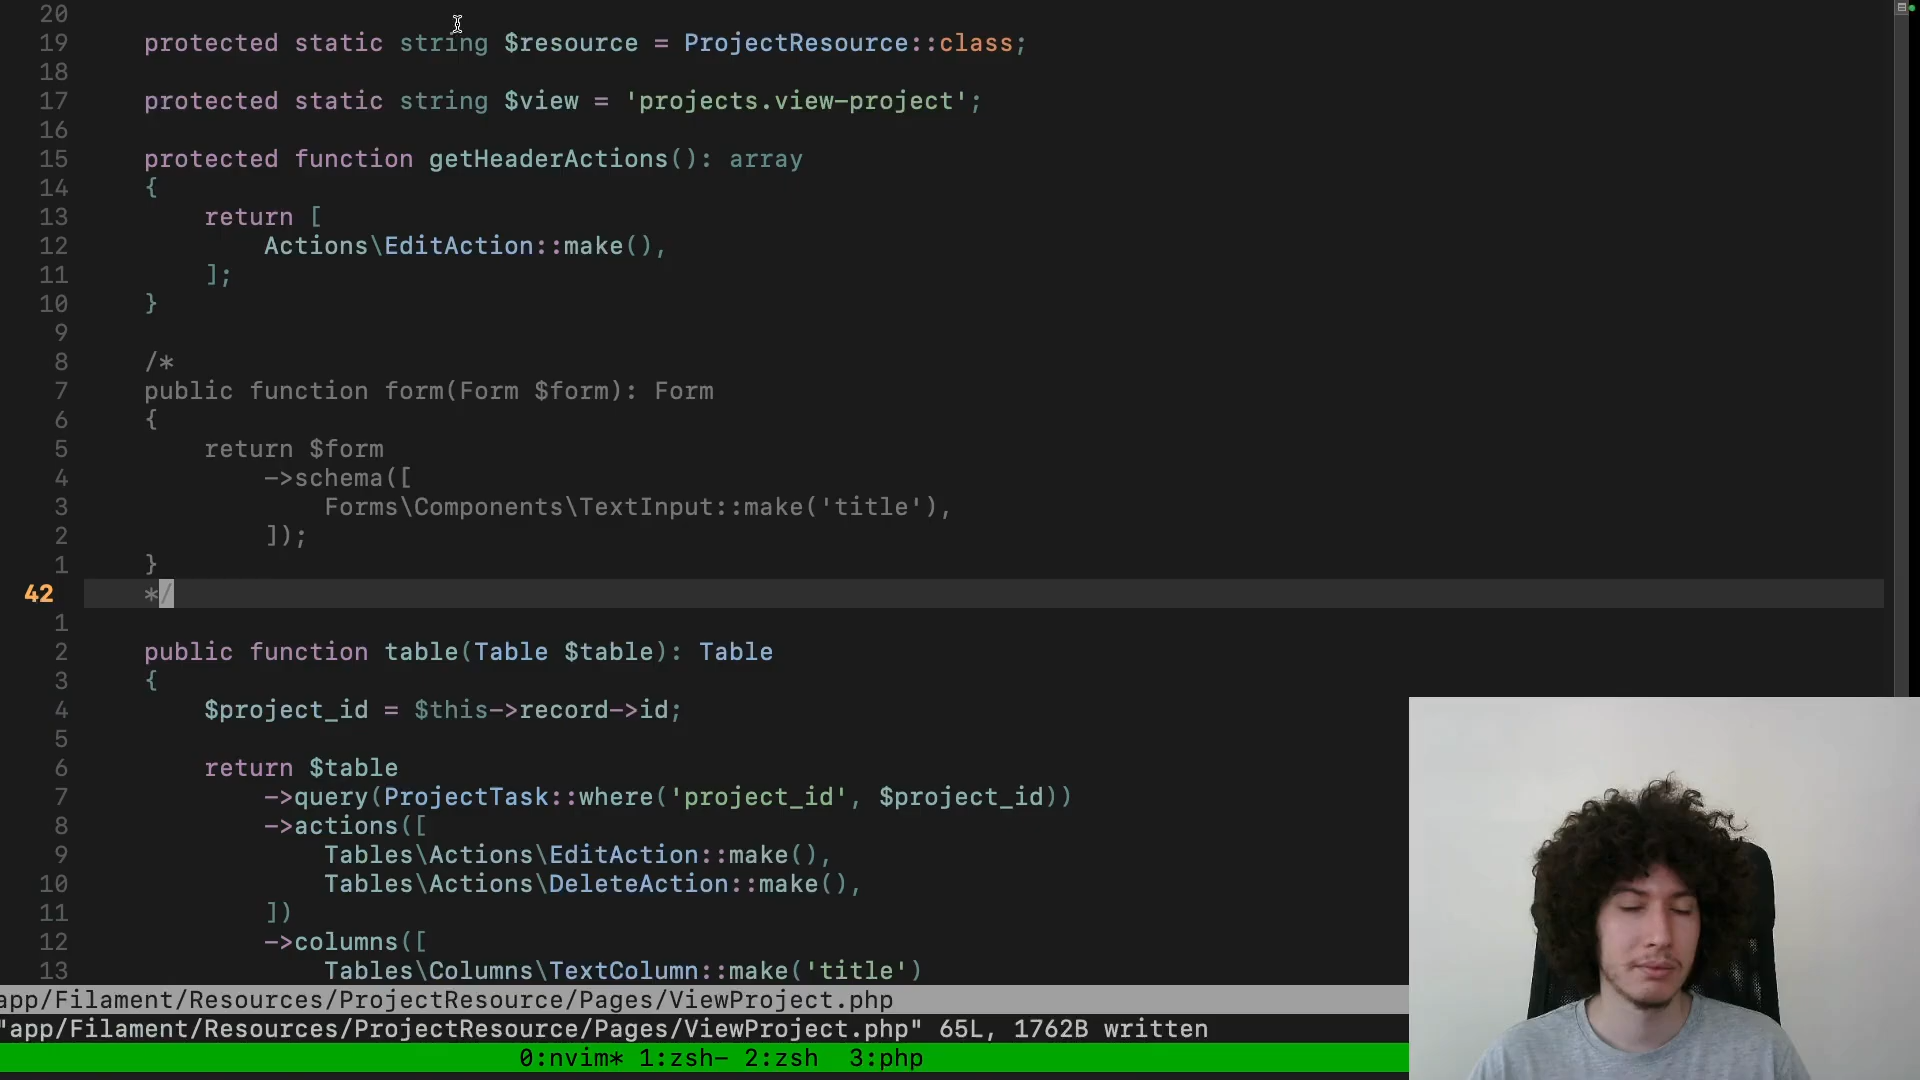 20
19 protected static string $resource = ProjectResource::class;
18
17 protected static string $view = 'projects.view-project';
16
15 protected function getHeaderActions(): array
14 {
13 return [
12 Actions\EditAction::make(),
11 ];
10 }
9
8 /*
7 public function form(Form $form): Form
6 {
5 return $form
4 ->schema([
3 Forms\Components\TextInput::make('title'),
2 ]);
1 }
42 */
1
2 public function table(Table $table): Table
3 {
4 $project_id = $this->record->id;
5
6 return $table
7 ->query(ProjectTask::where('project_id', $project_id))
8 ->actions([
9 Tables\Actions\EditAction::make(),
10 Tables\Actions\DeleteAction::make(),
11 ])
12 ->columns([
13 Tables\Columns\TextColumn::make('title')
app/Filament/Resources/ProjectResource/Pages/ViewProject.php
"app/Filament/Resources/ProjectResource/Pages/ViewProject.php" 65L, 1762B written
0:nvim* 1:zsh- 2:zsh 3:php